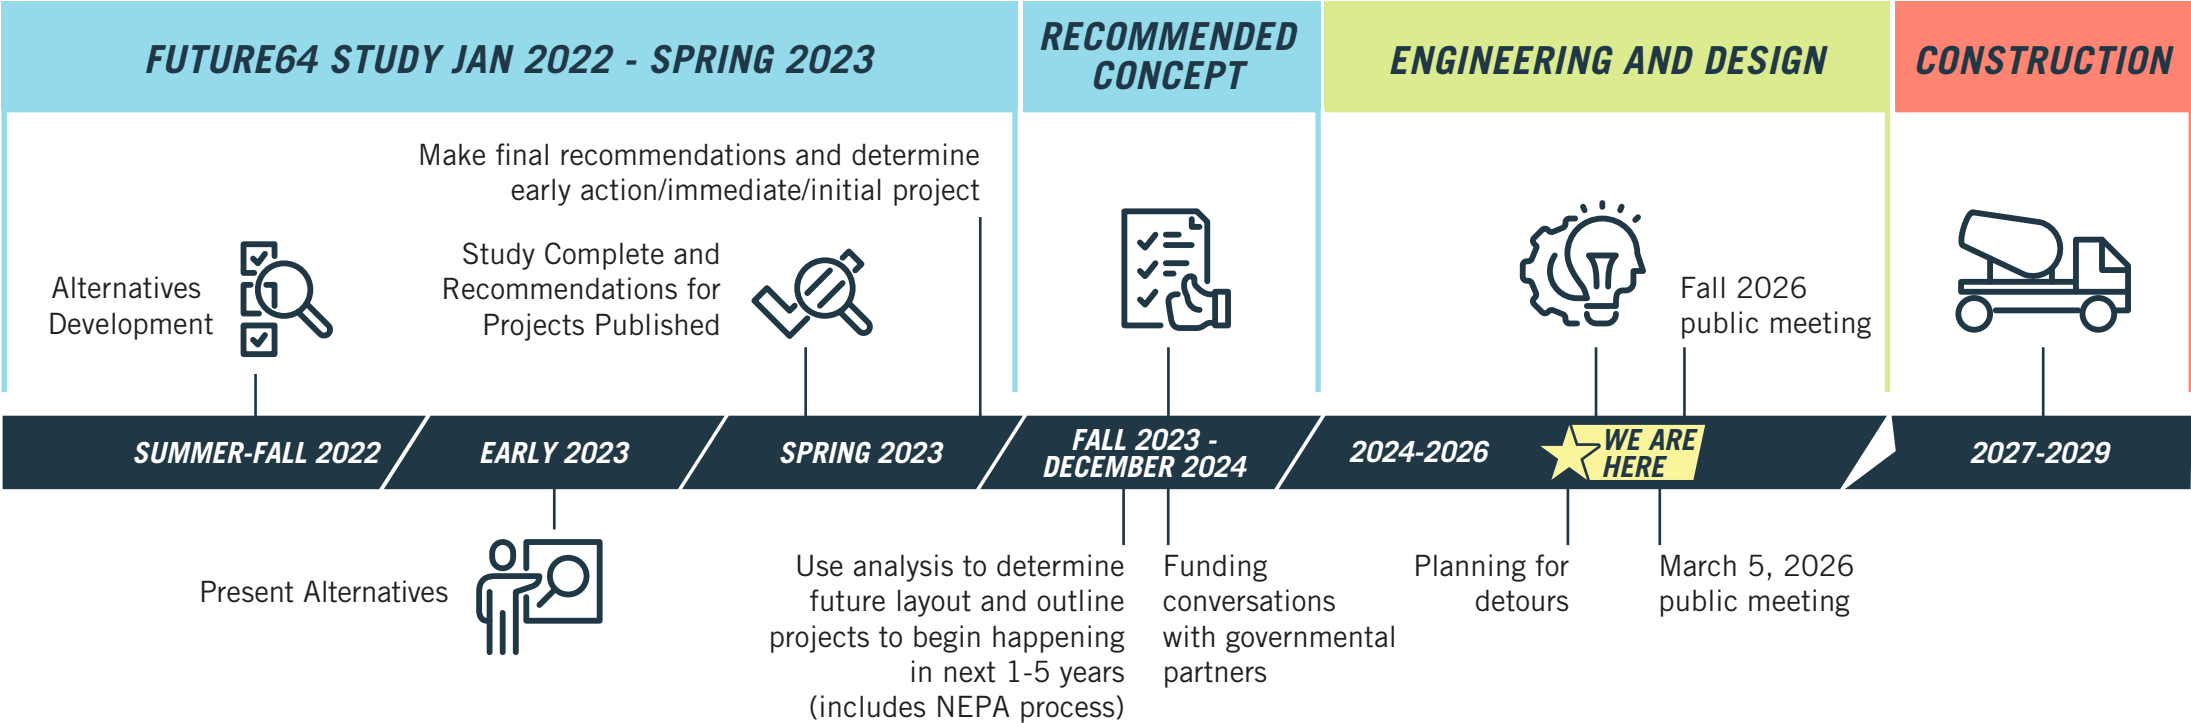 FUTURE64 STUDY JAN 2022 - SPRING 2023
RECOMMENDED
CONCEPT
ENGINEERING AND DESIGN
CONSTRUCTION
Make final recommendations and determine
early action/immediate/initial project
Alternatives
Development
Study Complete and
Recommendations for
Projects Published
Fall 2026
public meeting
SUMMER-FALL 2022
EARLY 2023
SPRING 2023
FALL 2023 -
DECEMBER 2024
2024-2026
WE ARE
HERE
2027-2029
Present Alternatives
Use analysis to determine
future layout and outline
projects to begin happening
in next 1-5 years
(includes NEPA process)
Funding
conversations
with governmental
partners
Planning for
detours
March 5, 2026
public meeting